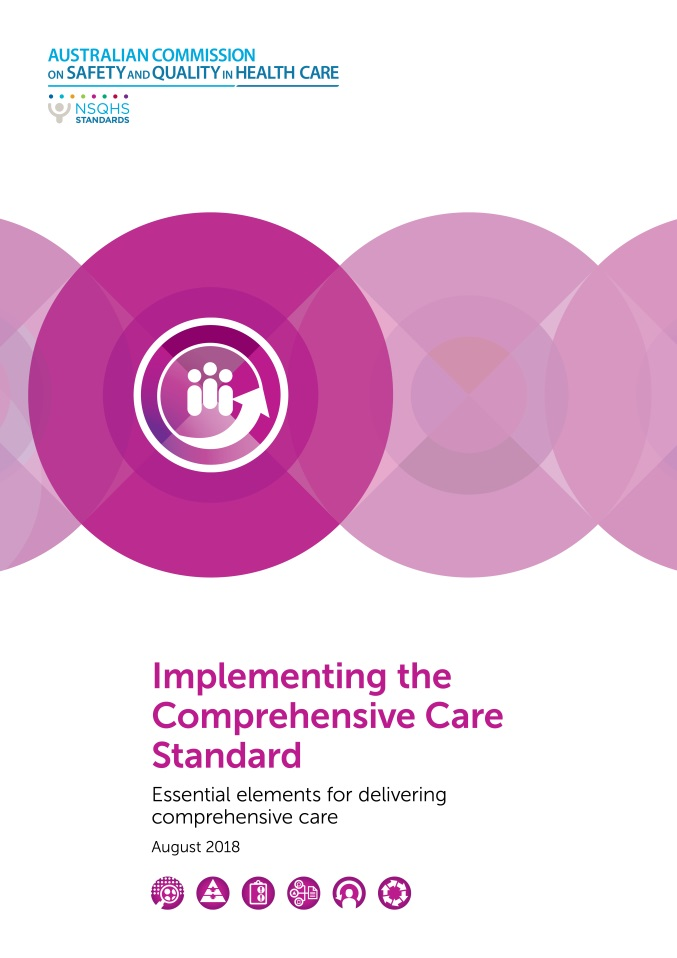 AUSTRALIAN COMMISSION
ON SAFETY AND QUALITY IN HEALTH CARE
NSQHS
STANDARDS
Implementing the
Comprehensive Care
Standard
Essential elements for delivering
comprehensive care
August 2018